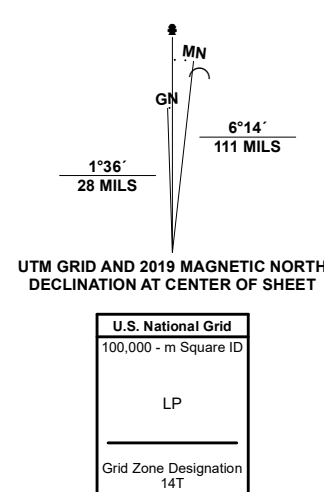 MN
GN
6°14´
111 MILS
1°36´
28 MILS
UTM GRID AND 2019 MAGNETIC NORTH
DECLINATION AT CENTER OF SHEET
U.S. National Grid
100,000 - m Square ID
LP
Grid Zone Designation
14T